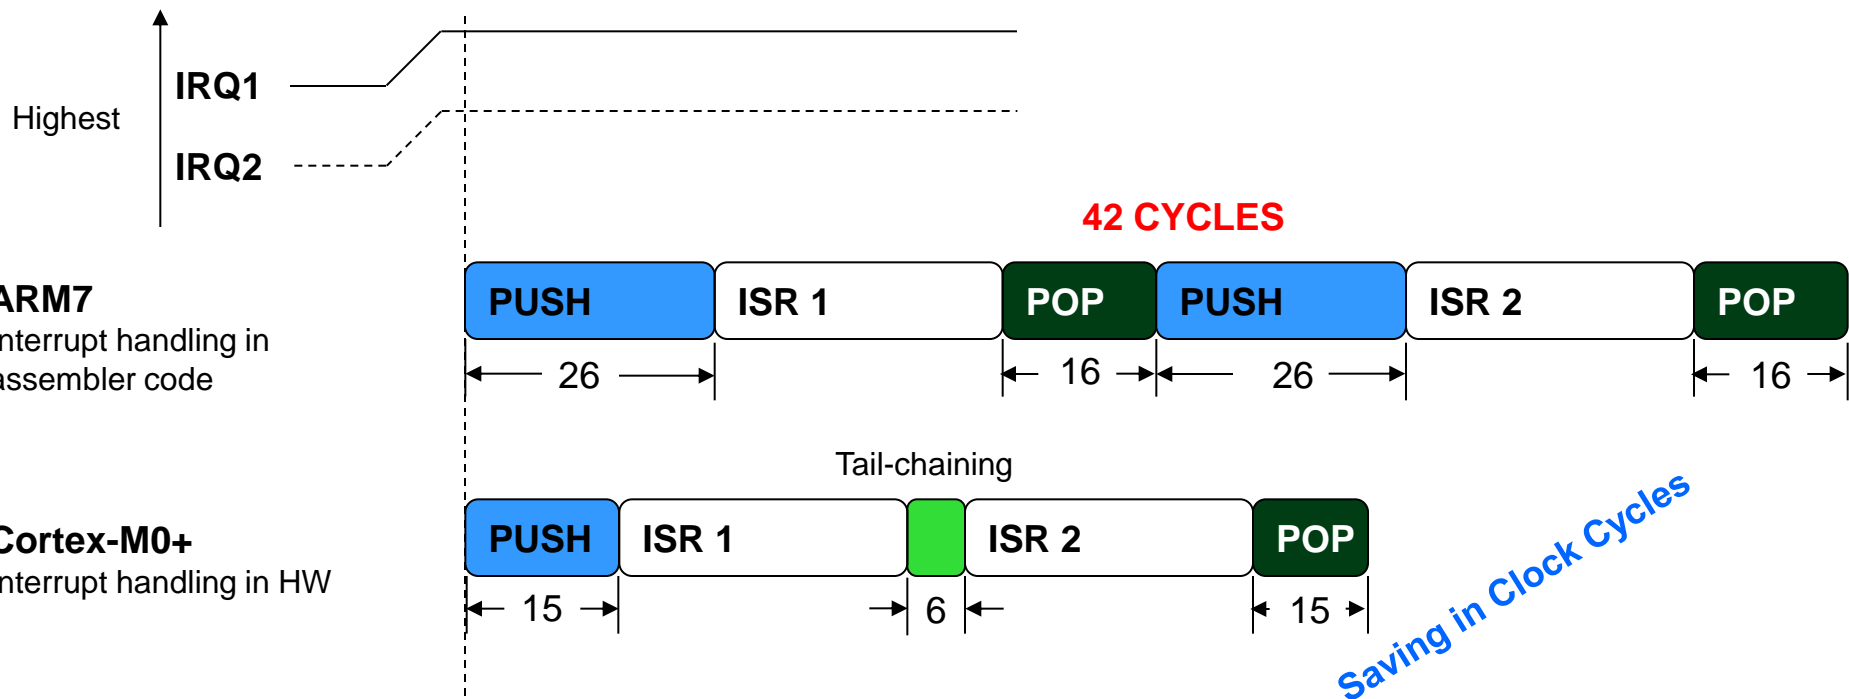 IRQ1
Highest
IRQ2
42 CYCLES
ARM7
PUSH ISR 1 POP PUSH ISR 2 POP
nterrupt handling in
assembler code
26 16 26 16
Tail-chaining
Cortex-M0+
PUSH ISR 1 ISR 2 POP
nterrupt handling in HW
15 6 15
Saving in Clock Cycles